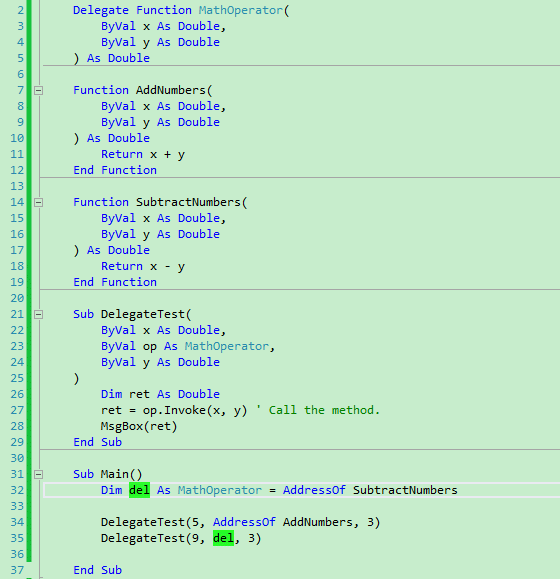 2 Delegate Function MathOperator(
3 ByVal x As Double,
4 ByVal y As Double
5 ) As Double
6
7 Function AddNumbers(
8 ByVal x As Double,
9 ByVal y As Double
10 ) As Double
11 Return x + y
12 End Function
13
14 Function SubtractNumbers(
15 ByVal x As Double,
16 ByVal y As Double
17 ) As Double
18 Return x - y
19 End Function
20
21 Sub DelegateTest(
22 ByVal x As Double,
23 ByVal op As MathOperator,
24 ByVal y As Double
25 )
26 Dim ret As Double
27 ret = op.Invoke(x, y) ' Call the method.
28 MsgBox(ret)
29 End Sub
30
31 Sub Main()
32 Dim del As MathOperator = AddressOf SubtractNumbers
33
34 DelegateTest(5, AddressOf AddNumbers, 3)
35 DelegateTest(9, del, 3)
36
37 End Sub